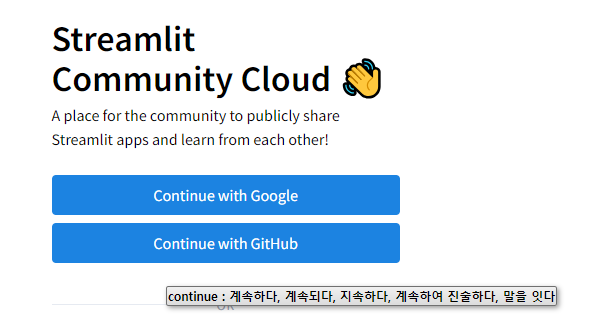 Streamlit
Community Cloud 👋
A place for the community to publicly share
Streamlit apps and learn from each other!
Continue with Google
Continue with GitHub
continue : 계속하다, 계속되다, 지속하다, 계속하여 진술하다, 말을 잇다
OR